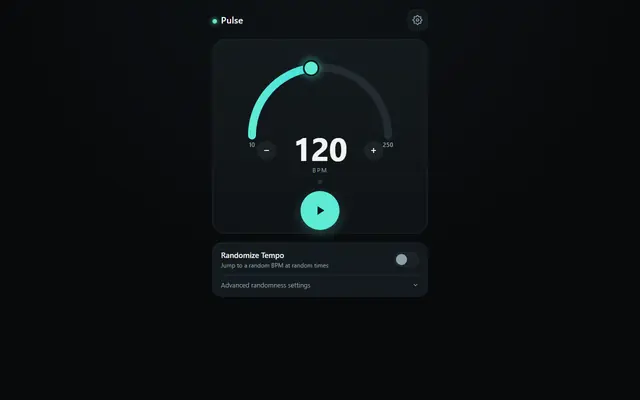 Pulse
10
−
120
+
250
BPM
Randomize Tempo
Jump to a random BPM at random times
Advanced randomness settings